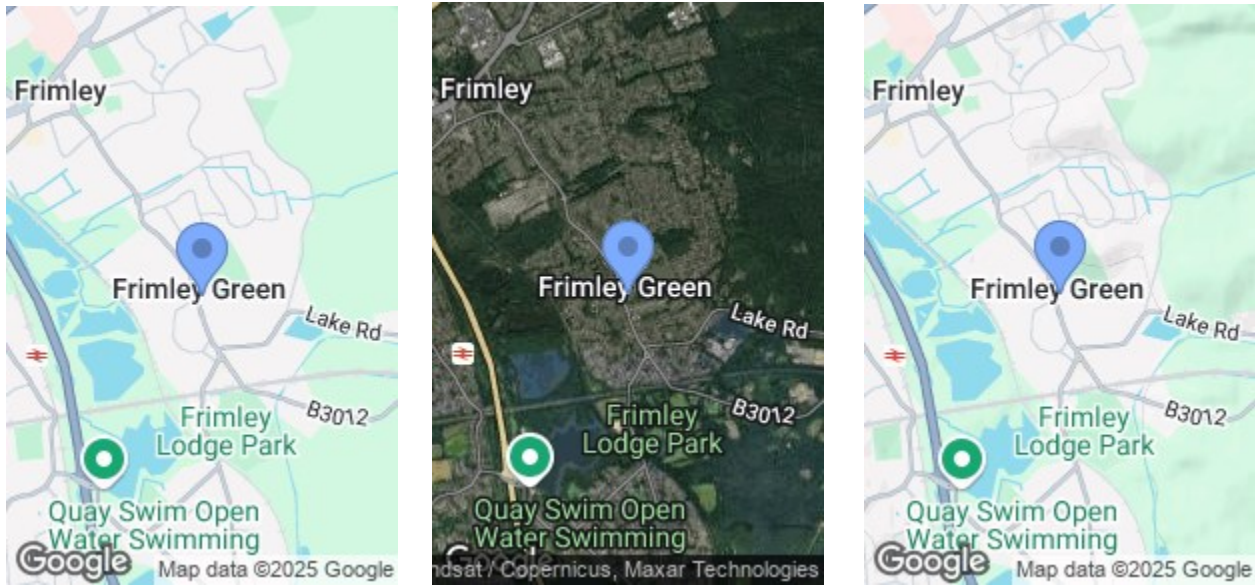 Frimley
Frimley Green
Lake Rd
B3012
Frimley
Lodge Park
Quay Swim Open
Water Swimming
Google
Map data ©2025 Google
Frimley
Frimley Green
Lake Rd
B3012
Frimley
Lodge Park
Quay Swim Open
Water Swimming
Google
ndsat / Copernicus, Maxar Technologies
Frimley
Frimley Green
Lake Rd
B3012
Frimley
Lodge Park
Quay Swim Open
Water Swimming
Google
Map data ©2025 Google